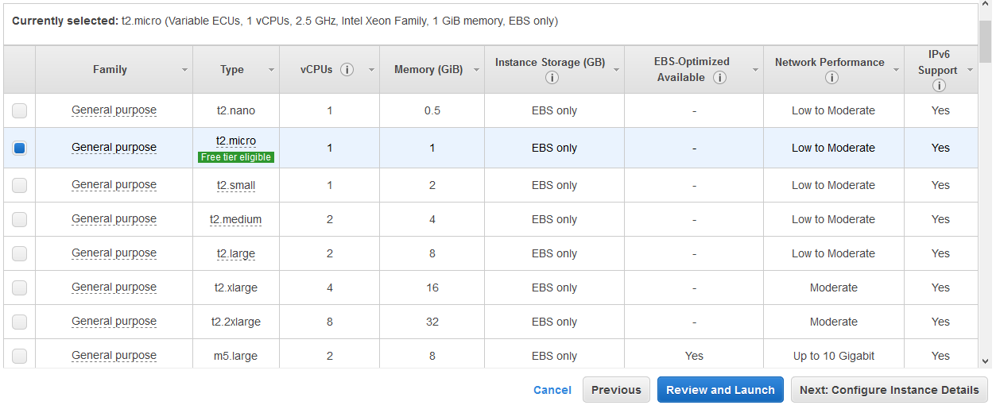 Currently selected: t2.micro (Variable ECUs, 1 vCPUs, 2.5 GHz, Intel Xeon Family, 1 GiB memory, EBS only)
Family Type vCPUs i Memory (GiB) Instance Storage (GB) i EBS-Optimized Available i Network Performance i IPv6 Support i
General purpose t2.nano 1 0.5 EBS only - Low to Moderate Yes
General purpose t2.micro Free tier eligible 1 1 EBS only - Low to Moderate Yes
General purpose t2.small 1 2 EBS only - Low to Moderate Yes
General purpose t2.medium 2 4 EBS only - Low to Moderate Yes
General purpose t2.large 2 8 EBS only - Low to Moderate Yes
General purpose t2.xlarge 4 16 EBS only - Moderate Yes
General purpose t2.2xlarge 8 32 EBS only - Moderate Yes
General purpose m5.large 2 8 EBS only Yes Up to 10 Gigabit Yes
Cancel Previous Review and Launch Next: Configure Instance Details